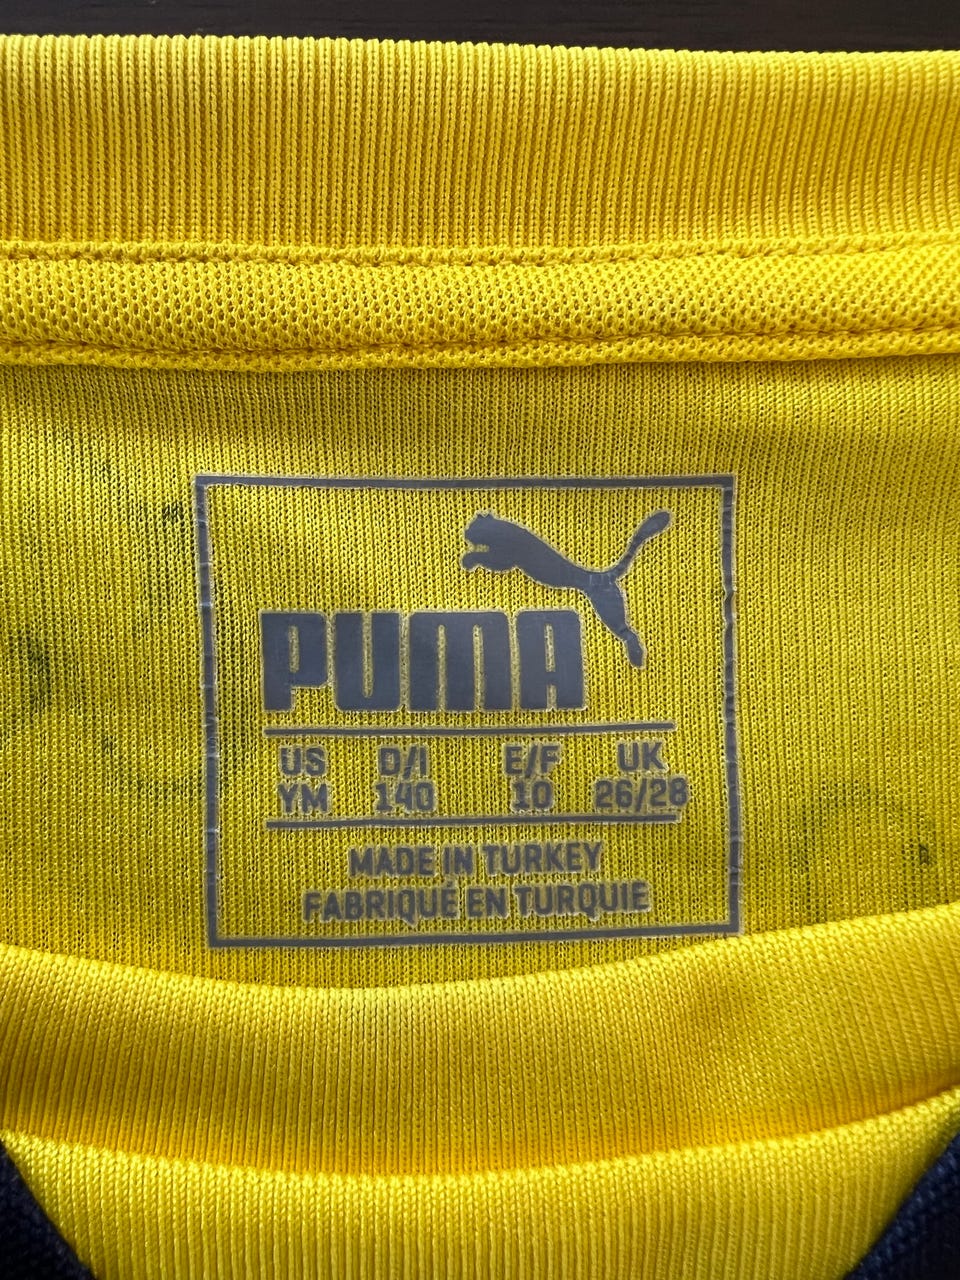 PUMA
US D/I E/F UK
YM 140 10 26/28
MADE IN TURKEY
FABRIQUÉ EN TURQUIE